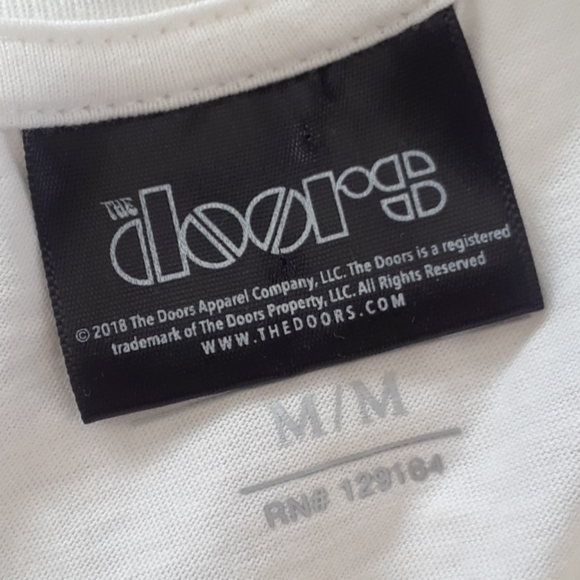 THE
doors
© 2018 The Doors Apparel Company, LLC. The Doors is a registered
trademark of The Doors Property, LLC. All Rights Reserved
WWW.THEDOORS.COM
M/M
RN# 129184